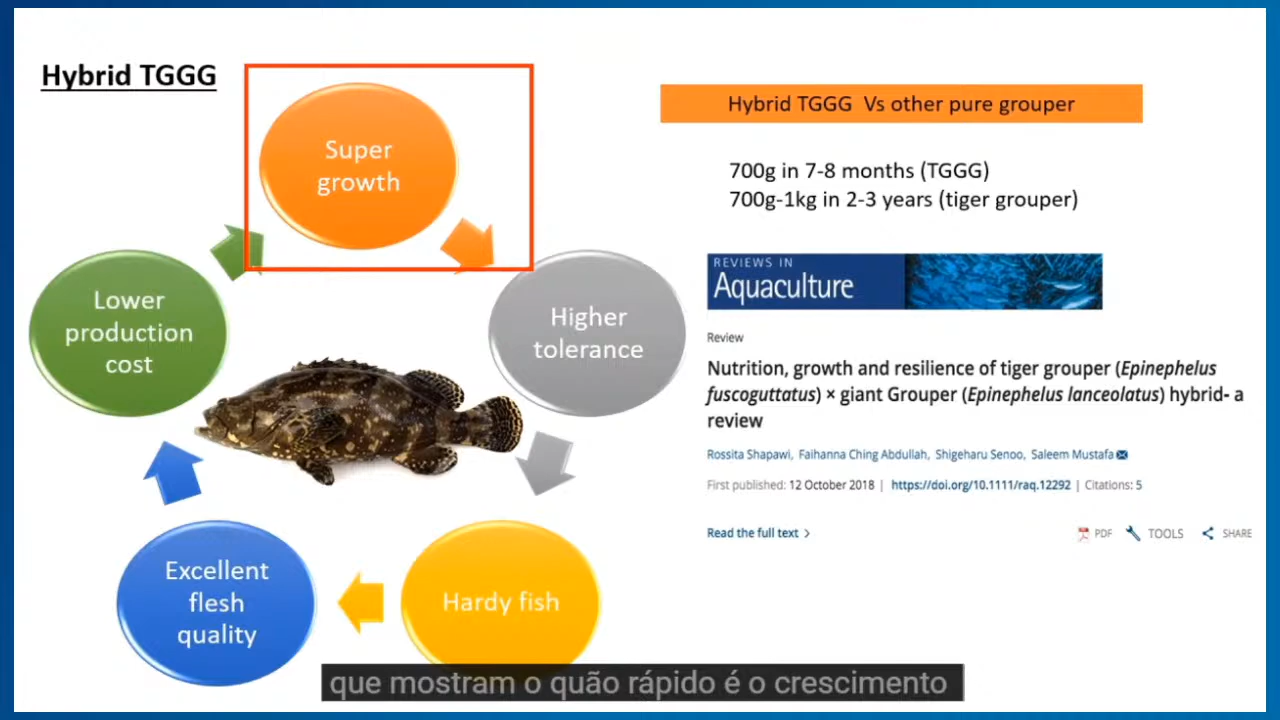 Hybrid TGGG
Super
growth
Higher
tolerance
Hardy fish
Excellent
flesh
quality
Lower
production
cost
Hybrid TGGG Vs other pure grouper
700g in 7-8 months (TGGG)
700g-1kg in 2-3 years (tiger grouper)
REVIEWS IN
Aquaculture
Review
Nutrition, growth and resilience of tiger grouper (Epinephelus
fuscoguttatus) × giant Grouper (Epinephelus lanceolatus) hybrid- a
review
Rossita Shapawi, Faihanna Ching Abdullah, Shigeharu Senoo, Saleem Mustafa
First published: 12 October 2018 | https://doi.org/10.1111/raq.12292 | Citations: 5
Read the full text >
PDF TOOLS SHARE
que mostram o quão rápido é o crescimento